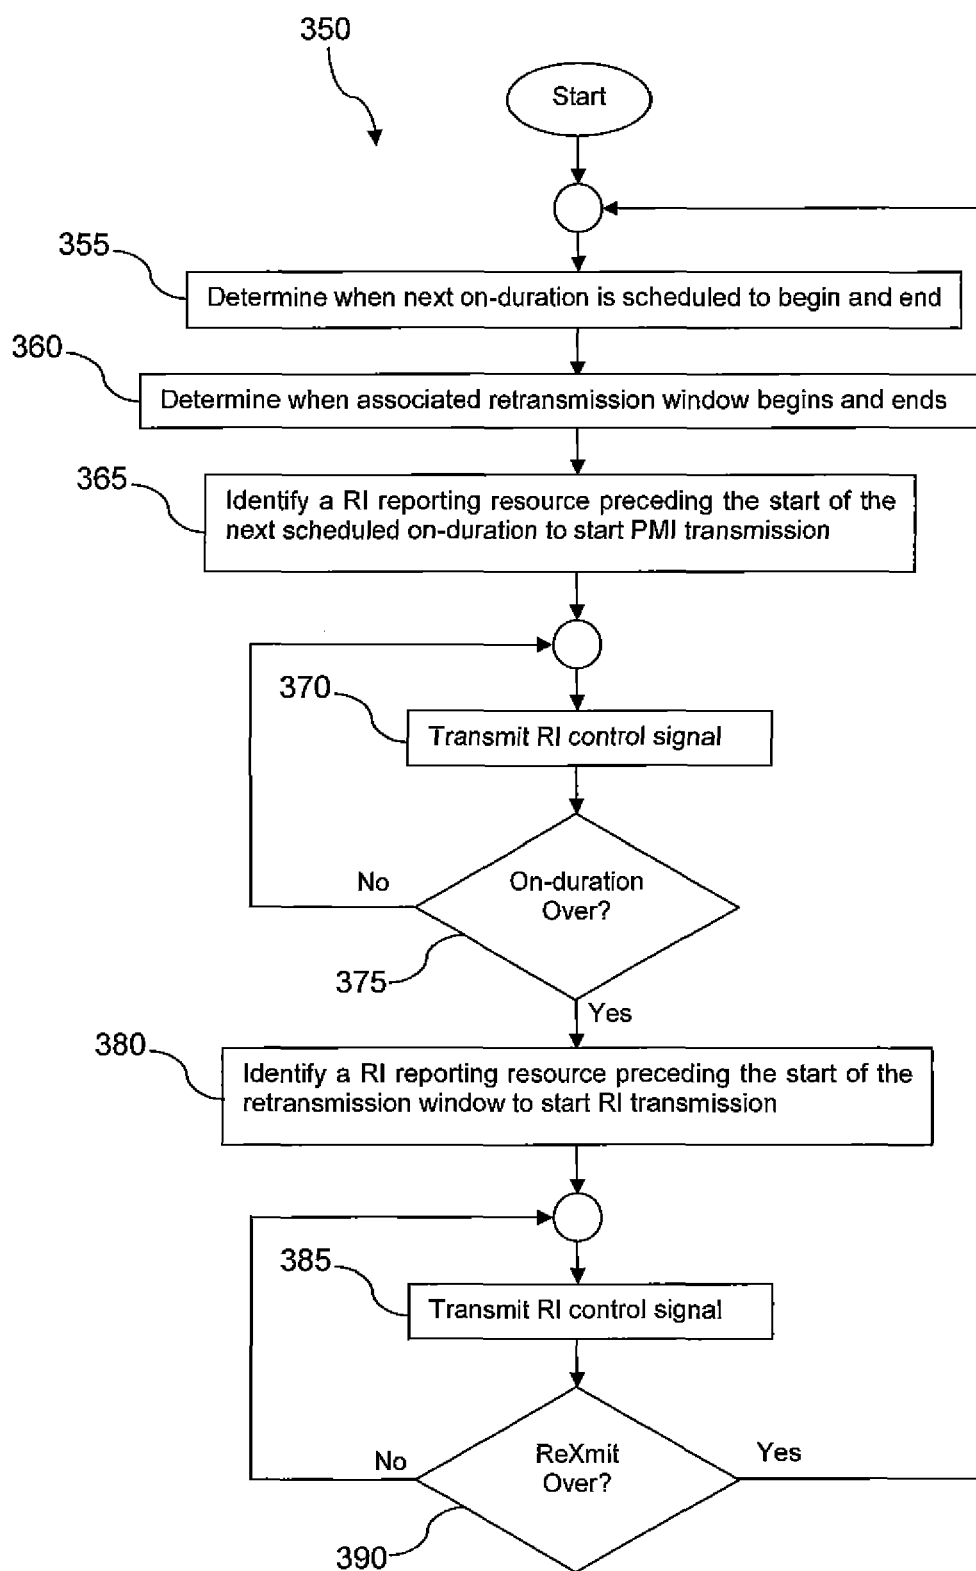 350
Start
355
Determine when next on-duration is scheduled to begin and end
360
Determine when associated retransmission window begins and ends
365
Identify a RI reporting resource preceding the start of the
next scheduled on-duration to start PMI transmission
370
Transmit RI control signal
No
On-duration
Over?
375
Yes
380
Identify a RI reporting resource preceding the start of the
retransmission window to start RI transmission
385
Transmit RI control signal
No
ReXmit
Over?
Yes
390